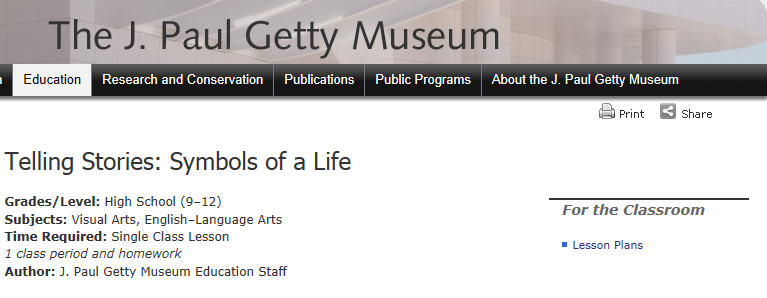 The J. Paul Getty Museum
Education Research and Conservation Publications Public Programs About the J. Paul Getty Museum
Print Share
Telling Stories: Symbols of a Life
Grades/Level: High School (9–12)
Subjects: Visual Arts, English–Language Arts
Time Required: Single Class Lesson
1 class period and homework
Author: J. Paul Getty Museum Education Staff
For the Classroom
Lesson Plans